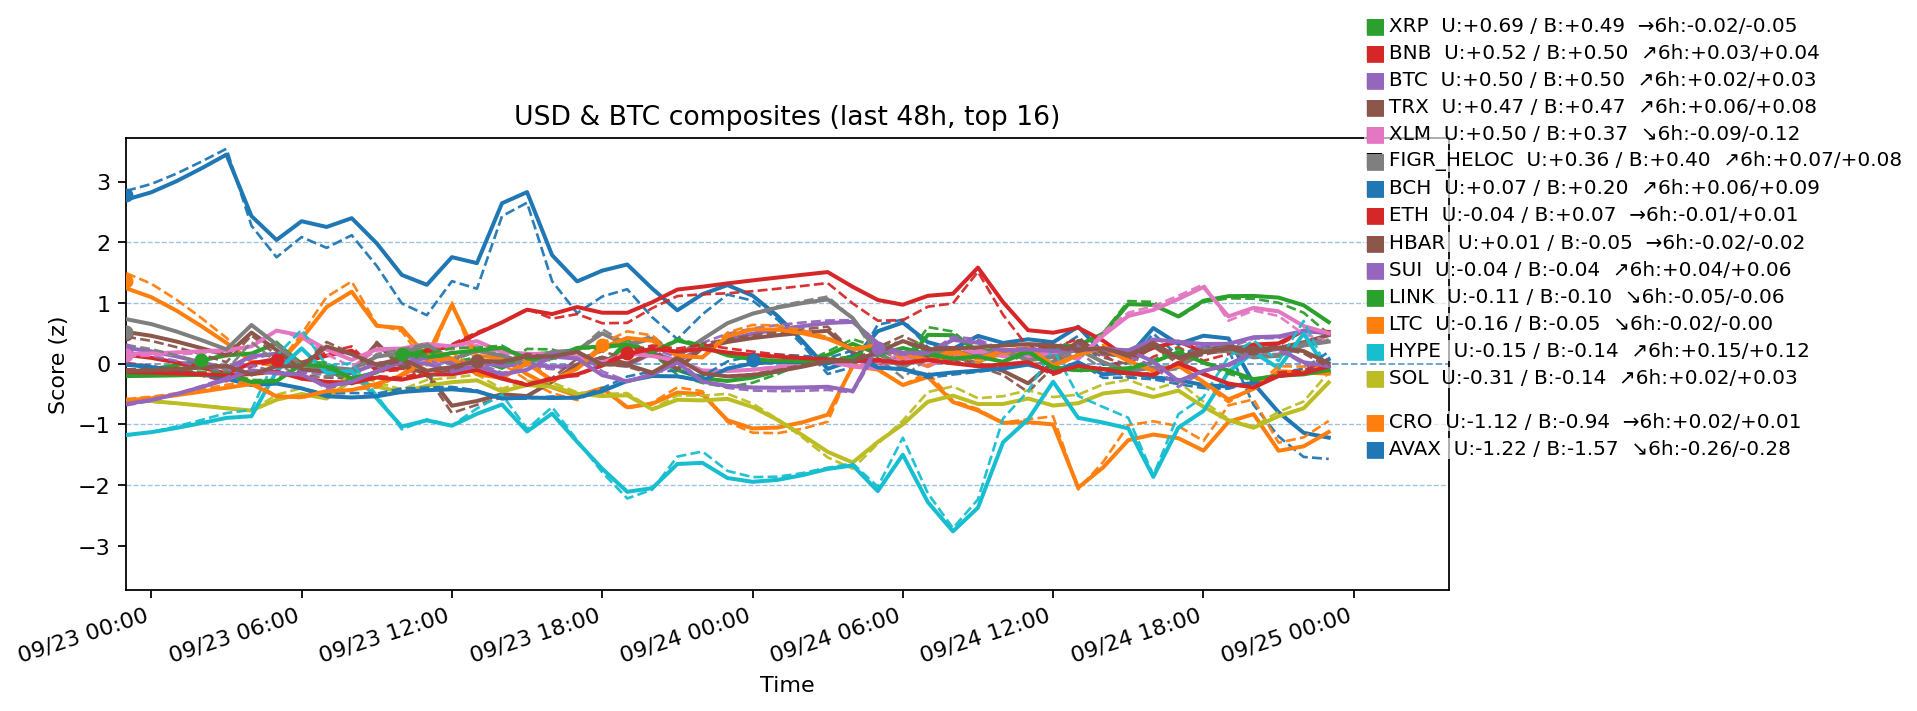 XRP  U:+0.69 / B:+0.49  →6h:-0.02/-0.05
BNB  U:+0.52 / B:+0.50  ↗6h:+0.03/+0.04
BTC  U:+0.50 / B:+0.50  ↗6h:+0.02/+0.03
TRX  U:+0.47 / B:+0.47  ↗6h:+0.06/+0.08
XLM  U:+0.50 / B:+0.37  ↘6h:-0.09/-0.12
FIGR_HELOC  U:+0.36 / B:+0.40  ↗6h:+0.07/+0.08
BCH  U:+0.07 / B:+0.20  ↗6h:+0.06/+0.09
ETH  U:-0.04 / B:+0.07  →6h:-0.01/+0.01
HBAR  U:+0.01 / B:-0.05  →6h:-0.02/-0.02
SUI  U:-0.04 / B:-0.04  ↗6h:+0.04/+0.06
LINK  U:-0.11 / B:-0.10  ↘6h:-0.05/-0.06
LTC  U:-0.16 / B:-0.05  ↘6h:-0.02/-0.00
HYPE  U:-0.15 / B:-0.14  ↗6h:+0.15/+0.12
SOL  U:-0.31 / B:-0.14  ↗6h:+0.02/+0.03
CRO  U:-1.12 / B:-0.94  →6h:+0.02/+0.01
AVAX  U:-1.22 / B:-1.57  ↘6h:-0.26/-0.28
USD & BTC composites (last 48h, top 16)
Score (z)
3
2
1
0
−1
−2
−3
09/23 00:00
09/23 06:00
09/23 12:00
09/23 18:00
09/24 00:00
09/24 06:00
09/24 12:00
09/24 18:00
09/25 00:00
Time